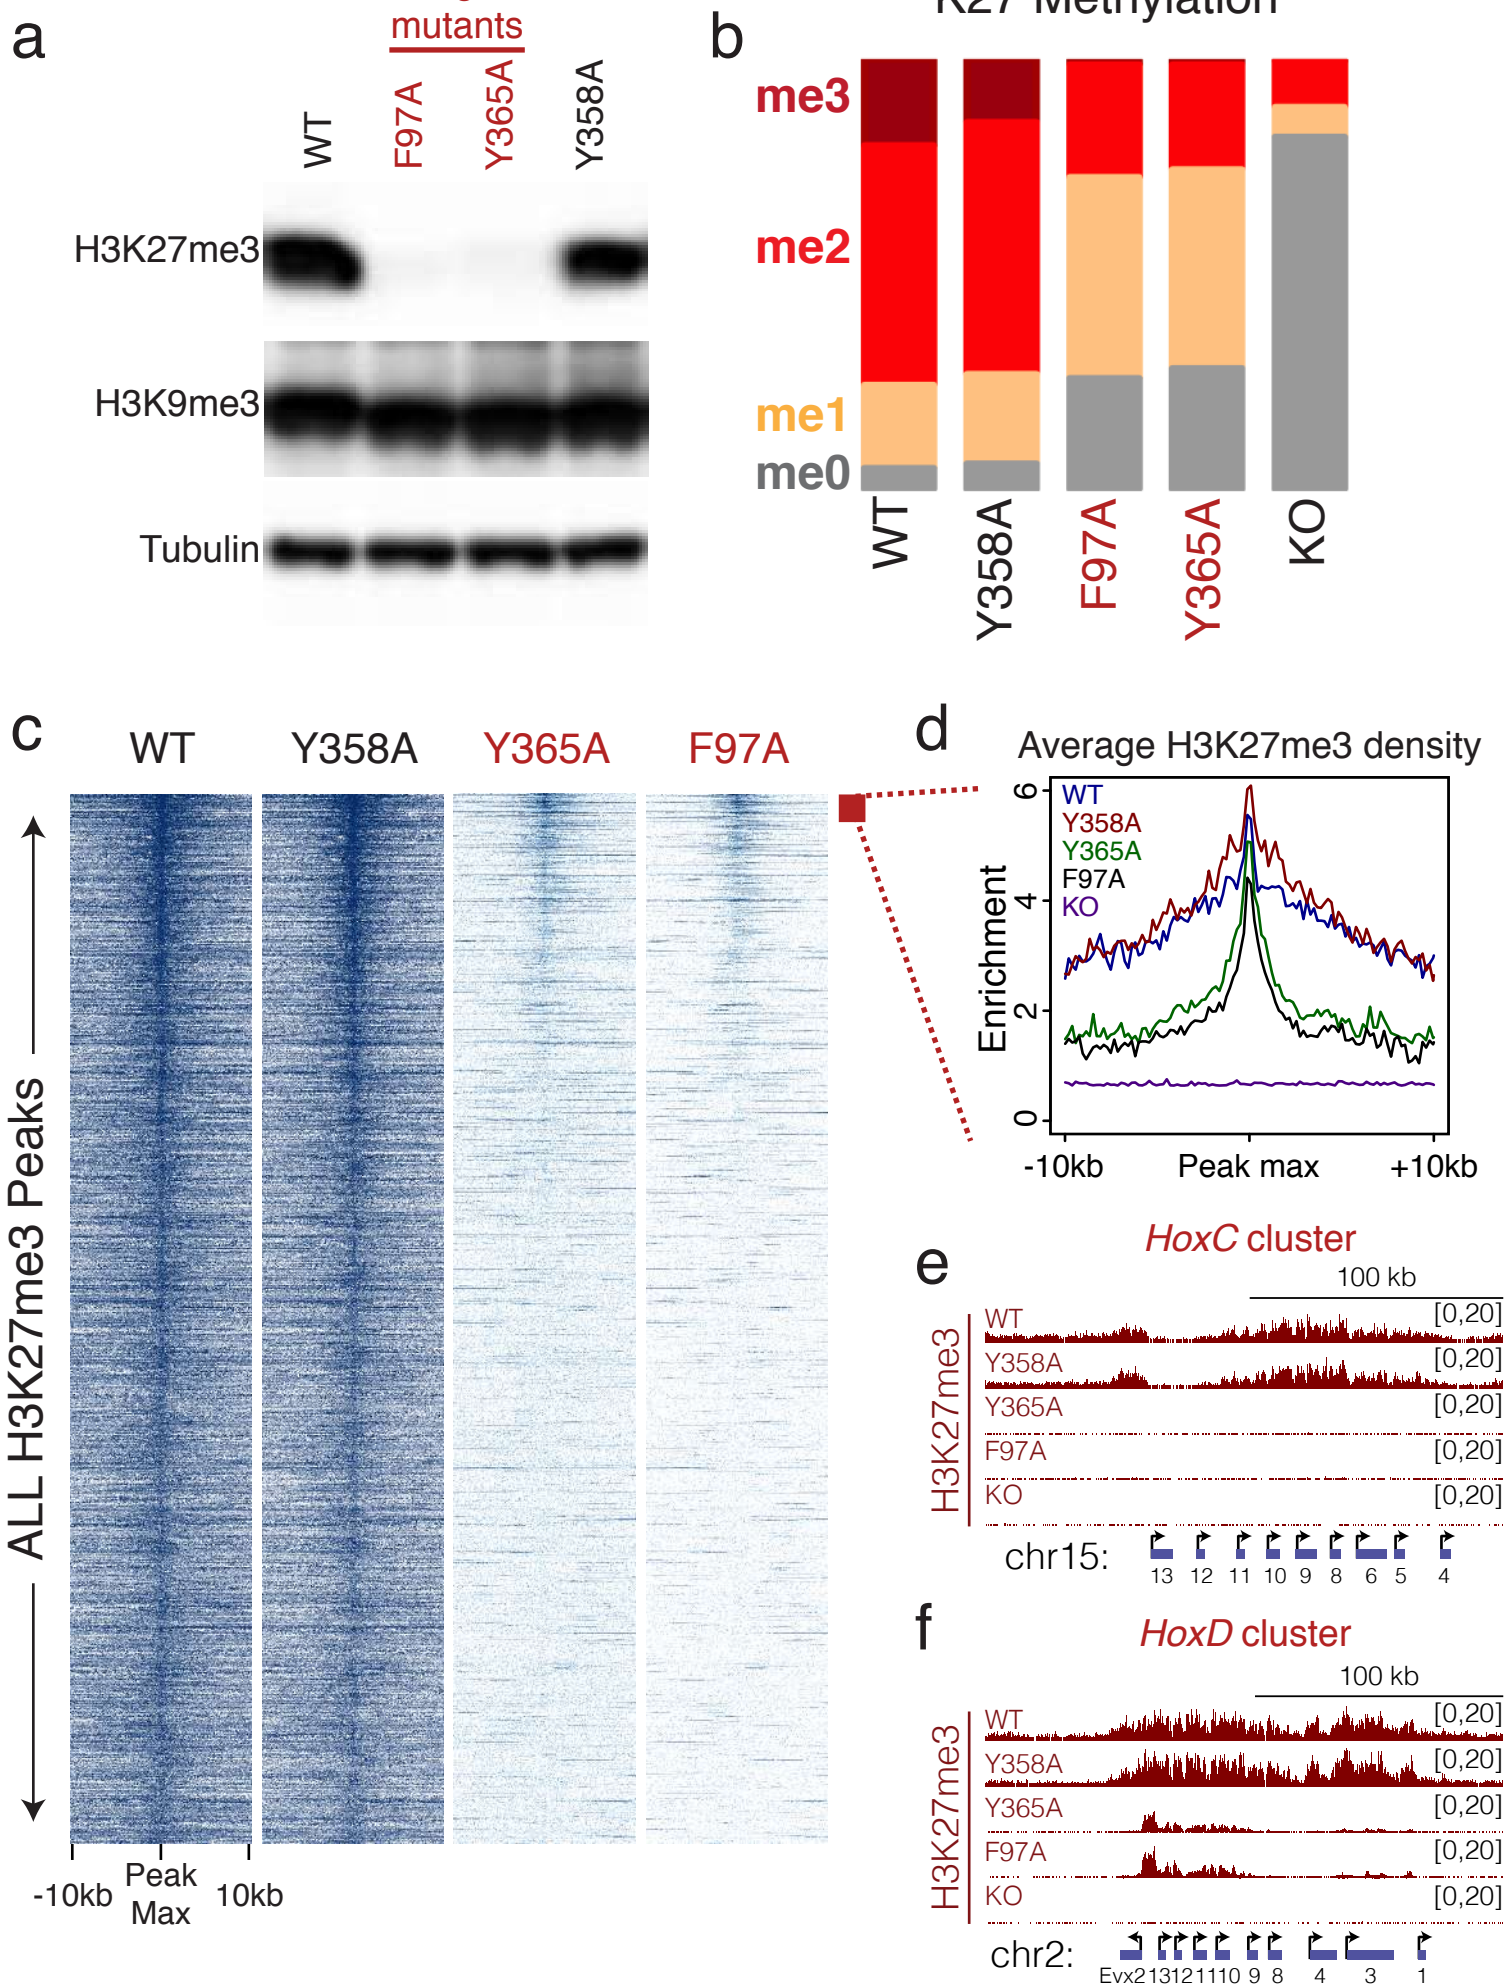 a
mutants
WT
F97A
Y365A
Y358A
H3K27me3
H3K9me3
Tubulin
b
K27 Methylation
me3
me2
me1
me0
WT
Y358A
F97A
Y365A
KO
c
WT
Y358A
Y365A
F97A
ALL H3K27me3 Peaks
-10kb
Peak
Max
10kb
d
Average H3K27me3 density
Enrichment
6
4
2
0
WT
Y358A
Y365A
F97A
KO
-10kb
Peak max
+10kb
e
HoxC cluster
100 kb
H3K27me3
WT [0,20]
Y358A [0,20]
Y365A [0,20]
F97A [0,20]
KO [0,20]
chr15:
13 12 11 10 9 8 6 5 4
f
HoxD cluster
100 kb
H3K27me3
WT [0,20]
Y358A [0,20]
Y365A [0,20]
F97A [0,20]
KO [0,20]
chr2:
Evx2 13 12 11 10 9 8 4 3 1